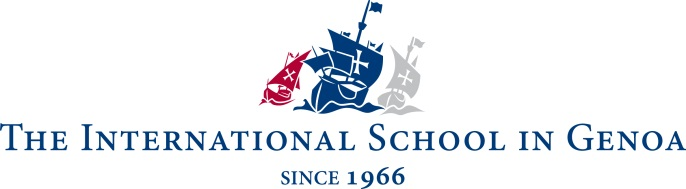 The International School in Genoa
since 1966